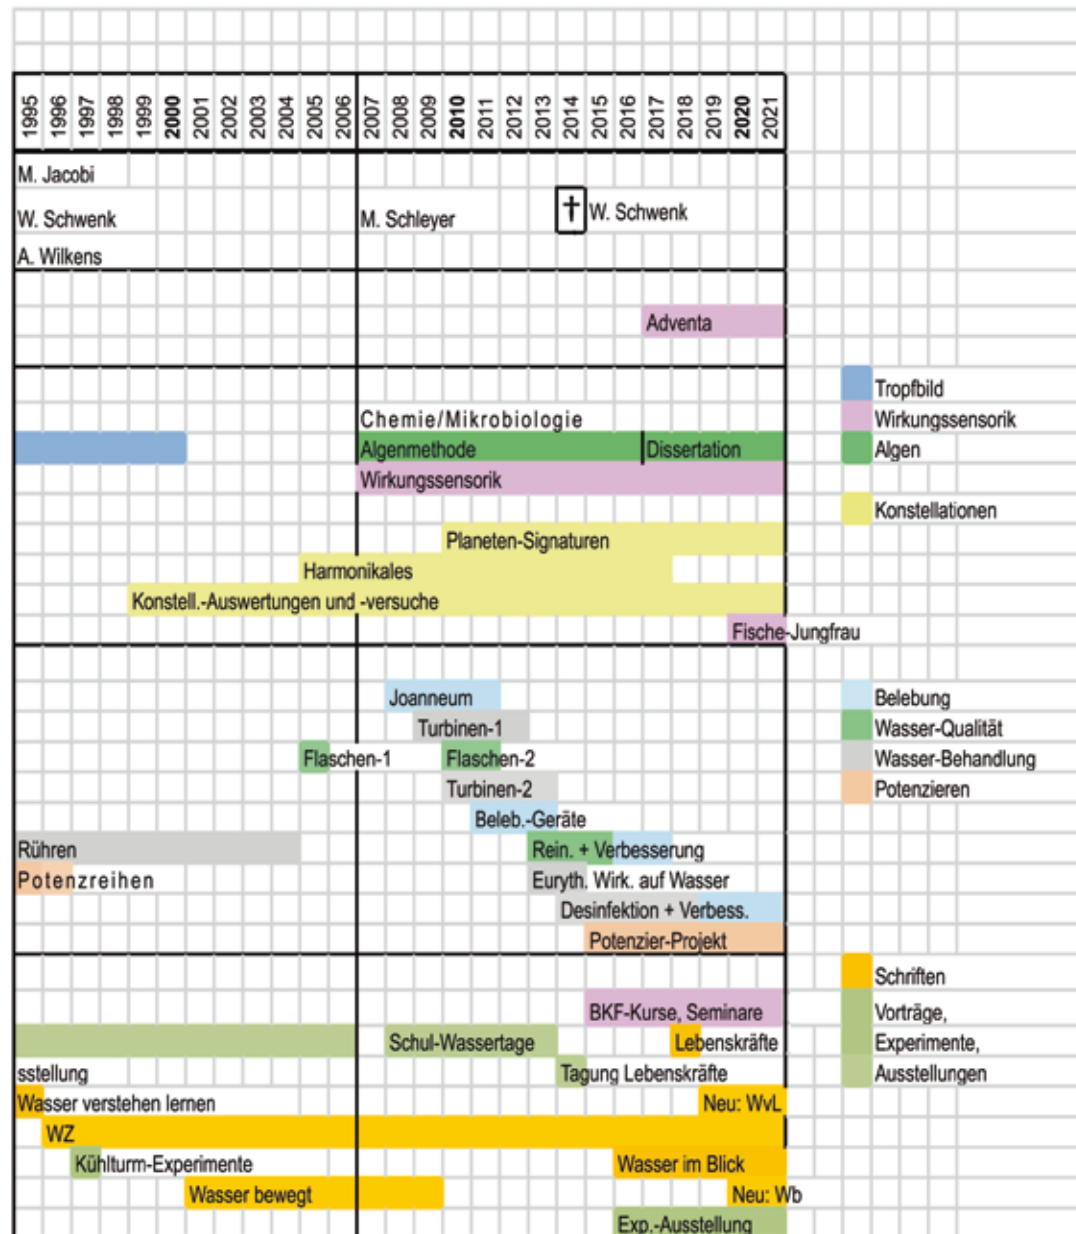 1995 1996 1997 1998 1999 2000 2001 2002 2003 2004 2005 2006 2007 2008 2009 2010 2011 2012 2013 2014 2015 2016 2017 2018 2019 2020 2021
M. Jacobi
W. Schwenk M. Schleyer † W. Schwenk
A. Wilkens
Adventa
Tropfbild
Chemie/Mikrobiologie Wirkungssensorik
Algenmethode Dissertation Algen
Wirkungssensorik
Konstellationen
Planeten-Signaturen
Harmonikales
Konstell.-Auswertungen und -versuche
Fische-Jungfrau
Joanneum Belebung
Turbinen-1 Wasser-Qualität
Flaschen-1 Flaschen-2 Wasser-Behandlung
Turbinen-2 Potenzieren
Beleb.-Geräte
Rühren Rein. + Verbesserung
Potenzreihen Euryth. Wirk. auf Wasser
Desinfektion + Verbess.
Potenzier-Projekt
Schriften
BKF-Kurse, Seminare Vorträge,
Schul-Wassertage Lebenskräfte Experimente,
sstellung Tagung Lebenskräfte Ausstellungen
Wasser verstehen lernen Neu: WvL
WZ
Kühlturm-Experimente Wasser im Blick
Wasser bewegt Neu: Wb
Exp.-Ausstellung